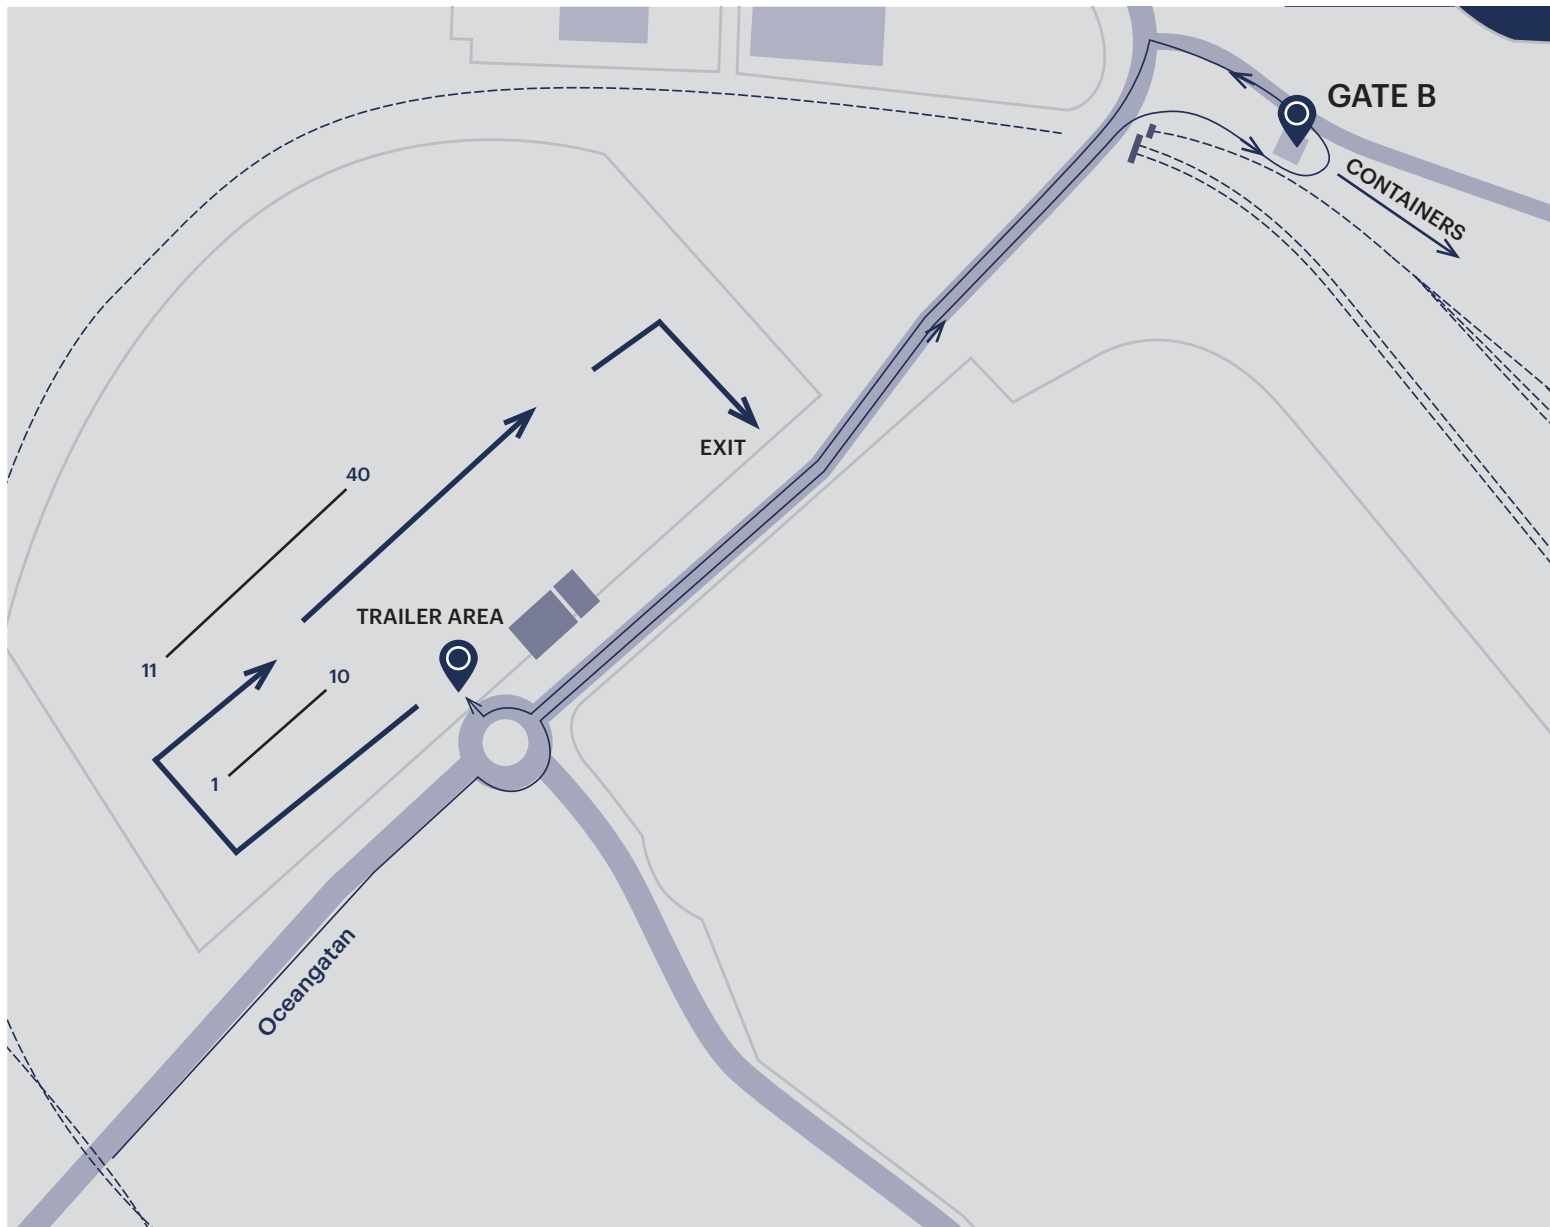 GATE B
CONTAINERS
EXIT
40
TRAILER AREA
11
10
1
Oceangatan